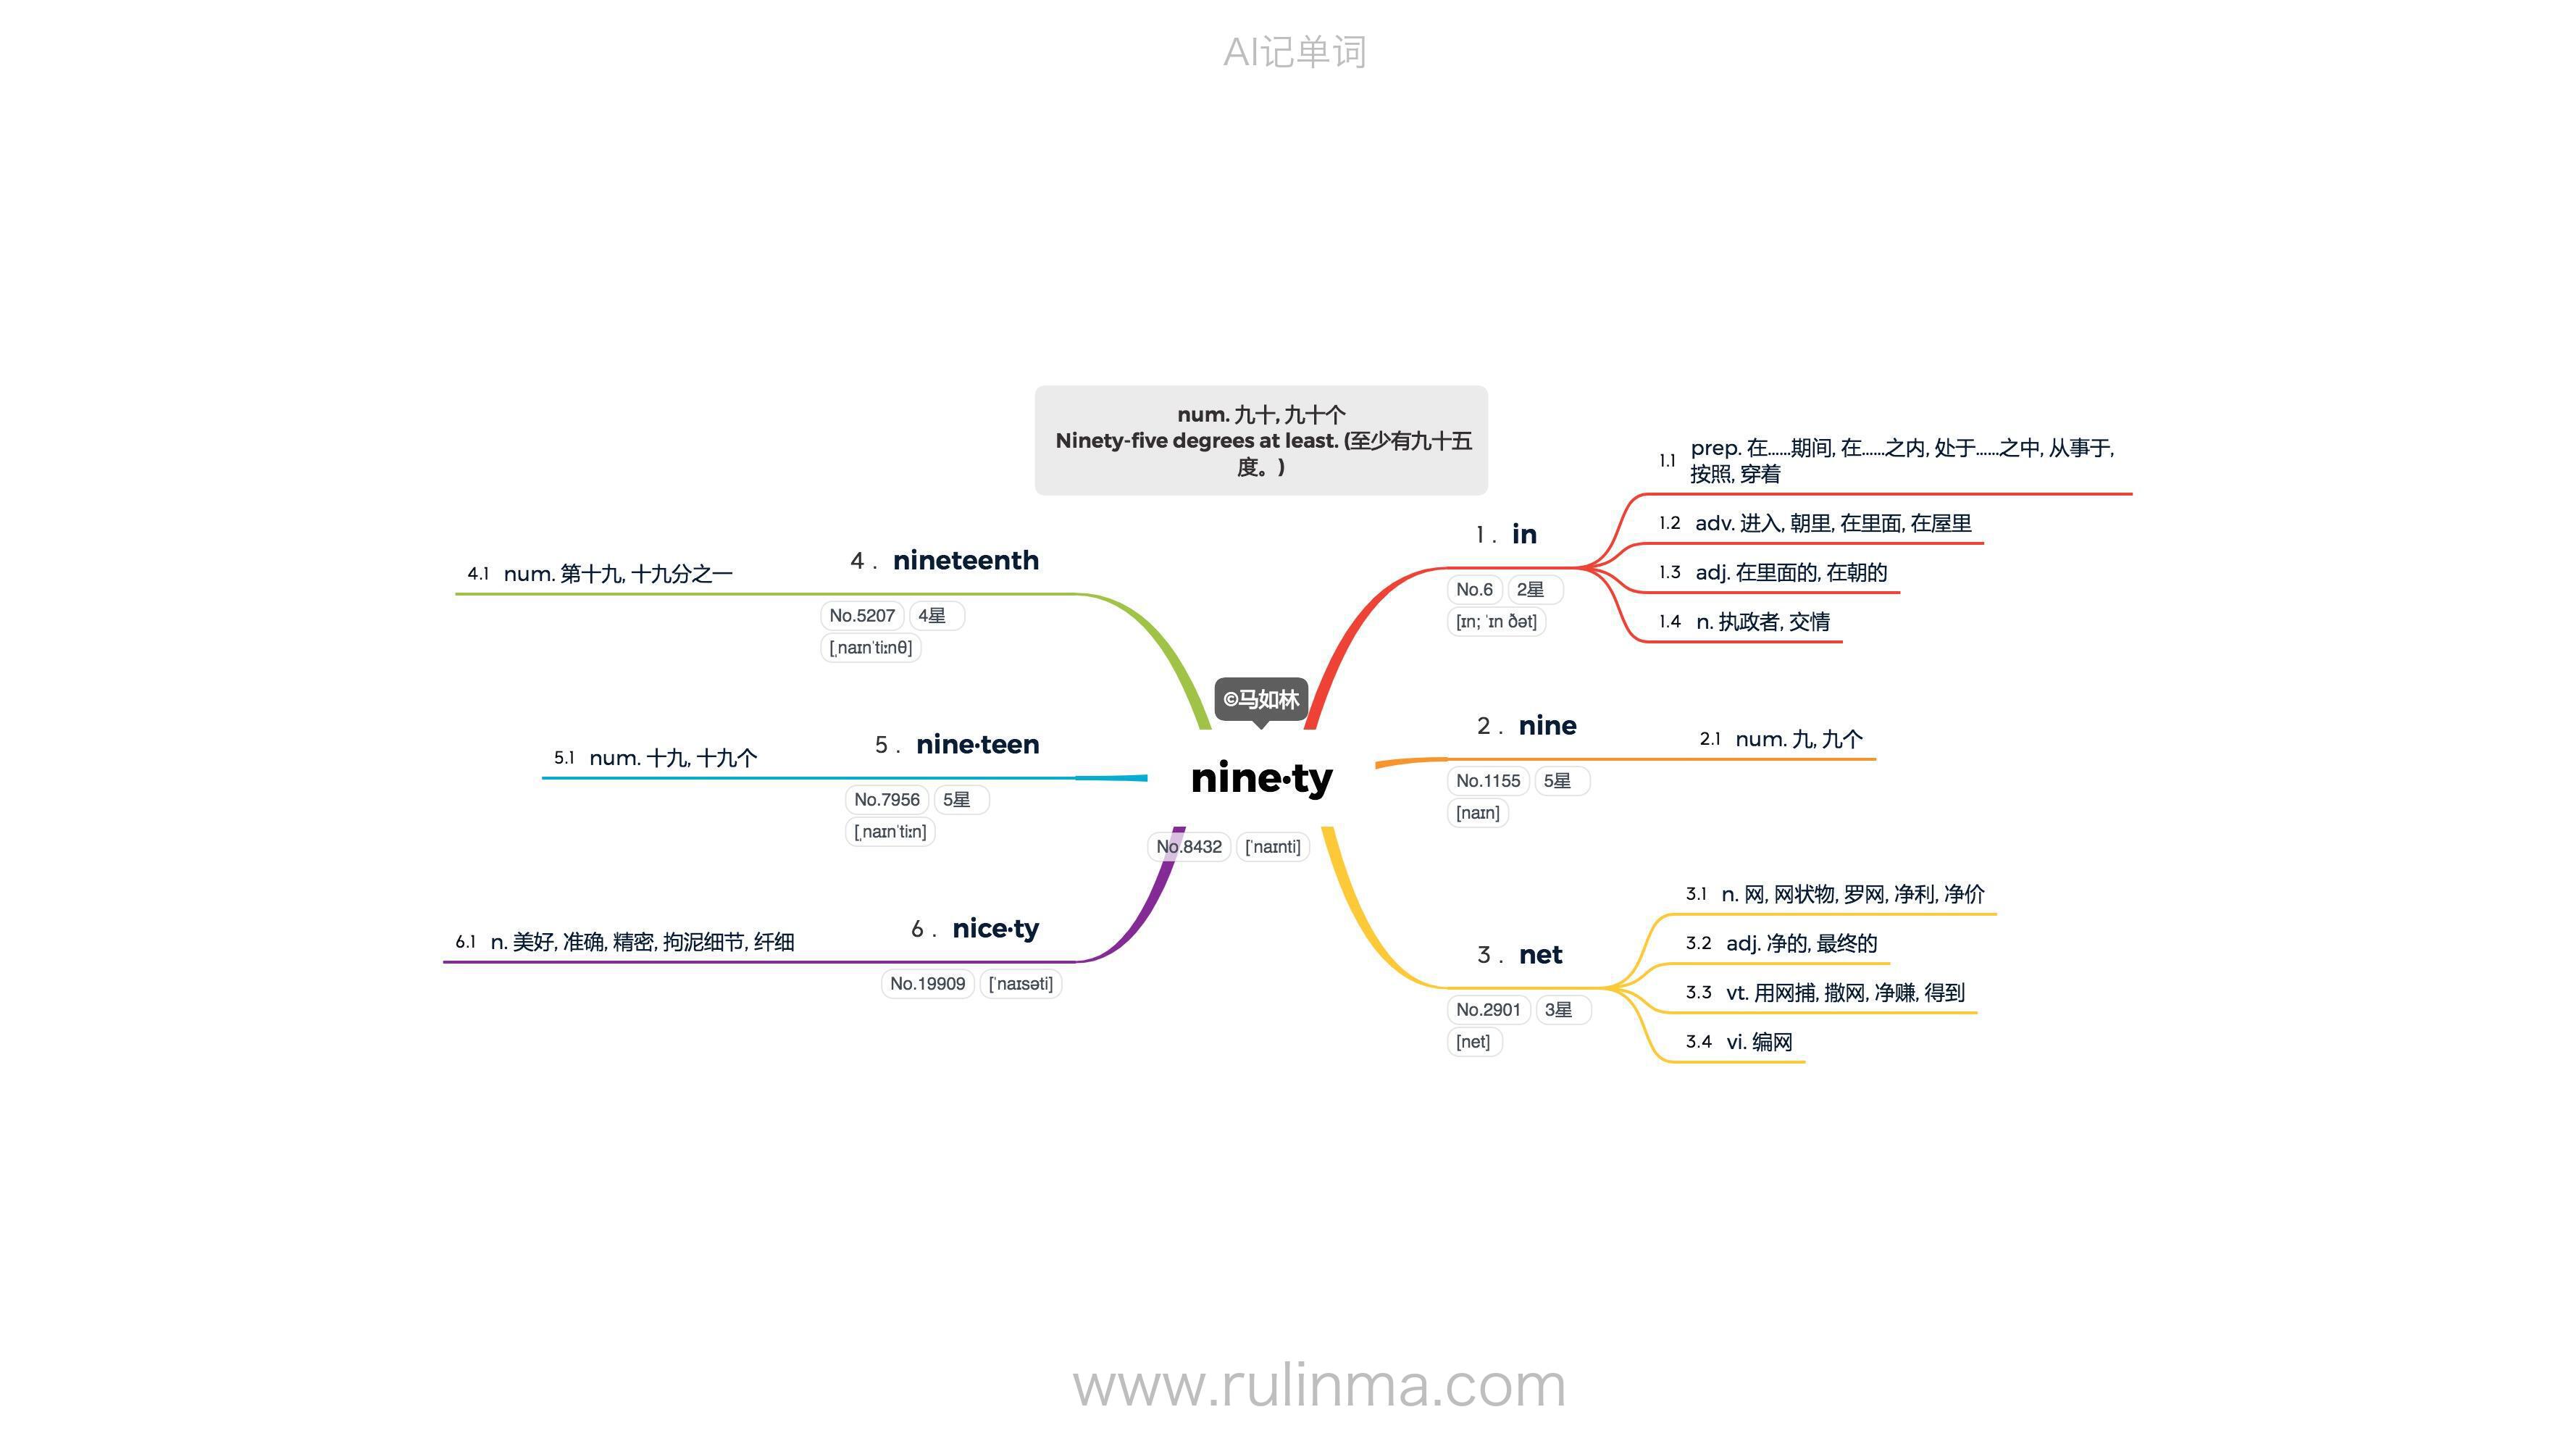 AI记单词
num. 九十, 九十个
Ninety-five degrees at least. (至少有九十五
度。)
©马如林
nine·ty
No.8432 [ˈnaɪnti]
1 . in
No.6 2星
[ɪn; ˈɪn ðət]
1.1 prep. 在……期间, 在……之内, 处于……之中, 从事于,
按照, 穿着
1.2 adv. 进入, 朝里, 在里面, 在屋里
1.3 adj. 在里面的, 在朝的
1.4 n. 执政者, 交情
2 . nine
No.1155 5星
[naɪn]
2.1 num. 九, 九个
3 . net
No.2901 3星
[net]
3.1 n. 网, 网状物, 罗网, 净利, 净价
3.2 adj. 净的, 最终的
3.3 vt. 用网捕, 撒网, 净赚, 得到
3.4 vi. 编网
4 . nineteenth
No.5207 4星
[ˌnaɪnˈtiːnθ]
4.1 num. 第十九, 十九分之一
5 . nine·teen
No.7956 5星
[ˌnaɪnˈtiːn]
5.1 num. 十九, 十九个
6 . nice·ty
No.19909 [ˈnaɪsəti]
6.1 n. 美好, 准确, 精密, 拘泥细节, 纤细
www.rulinma.com